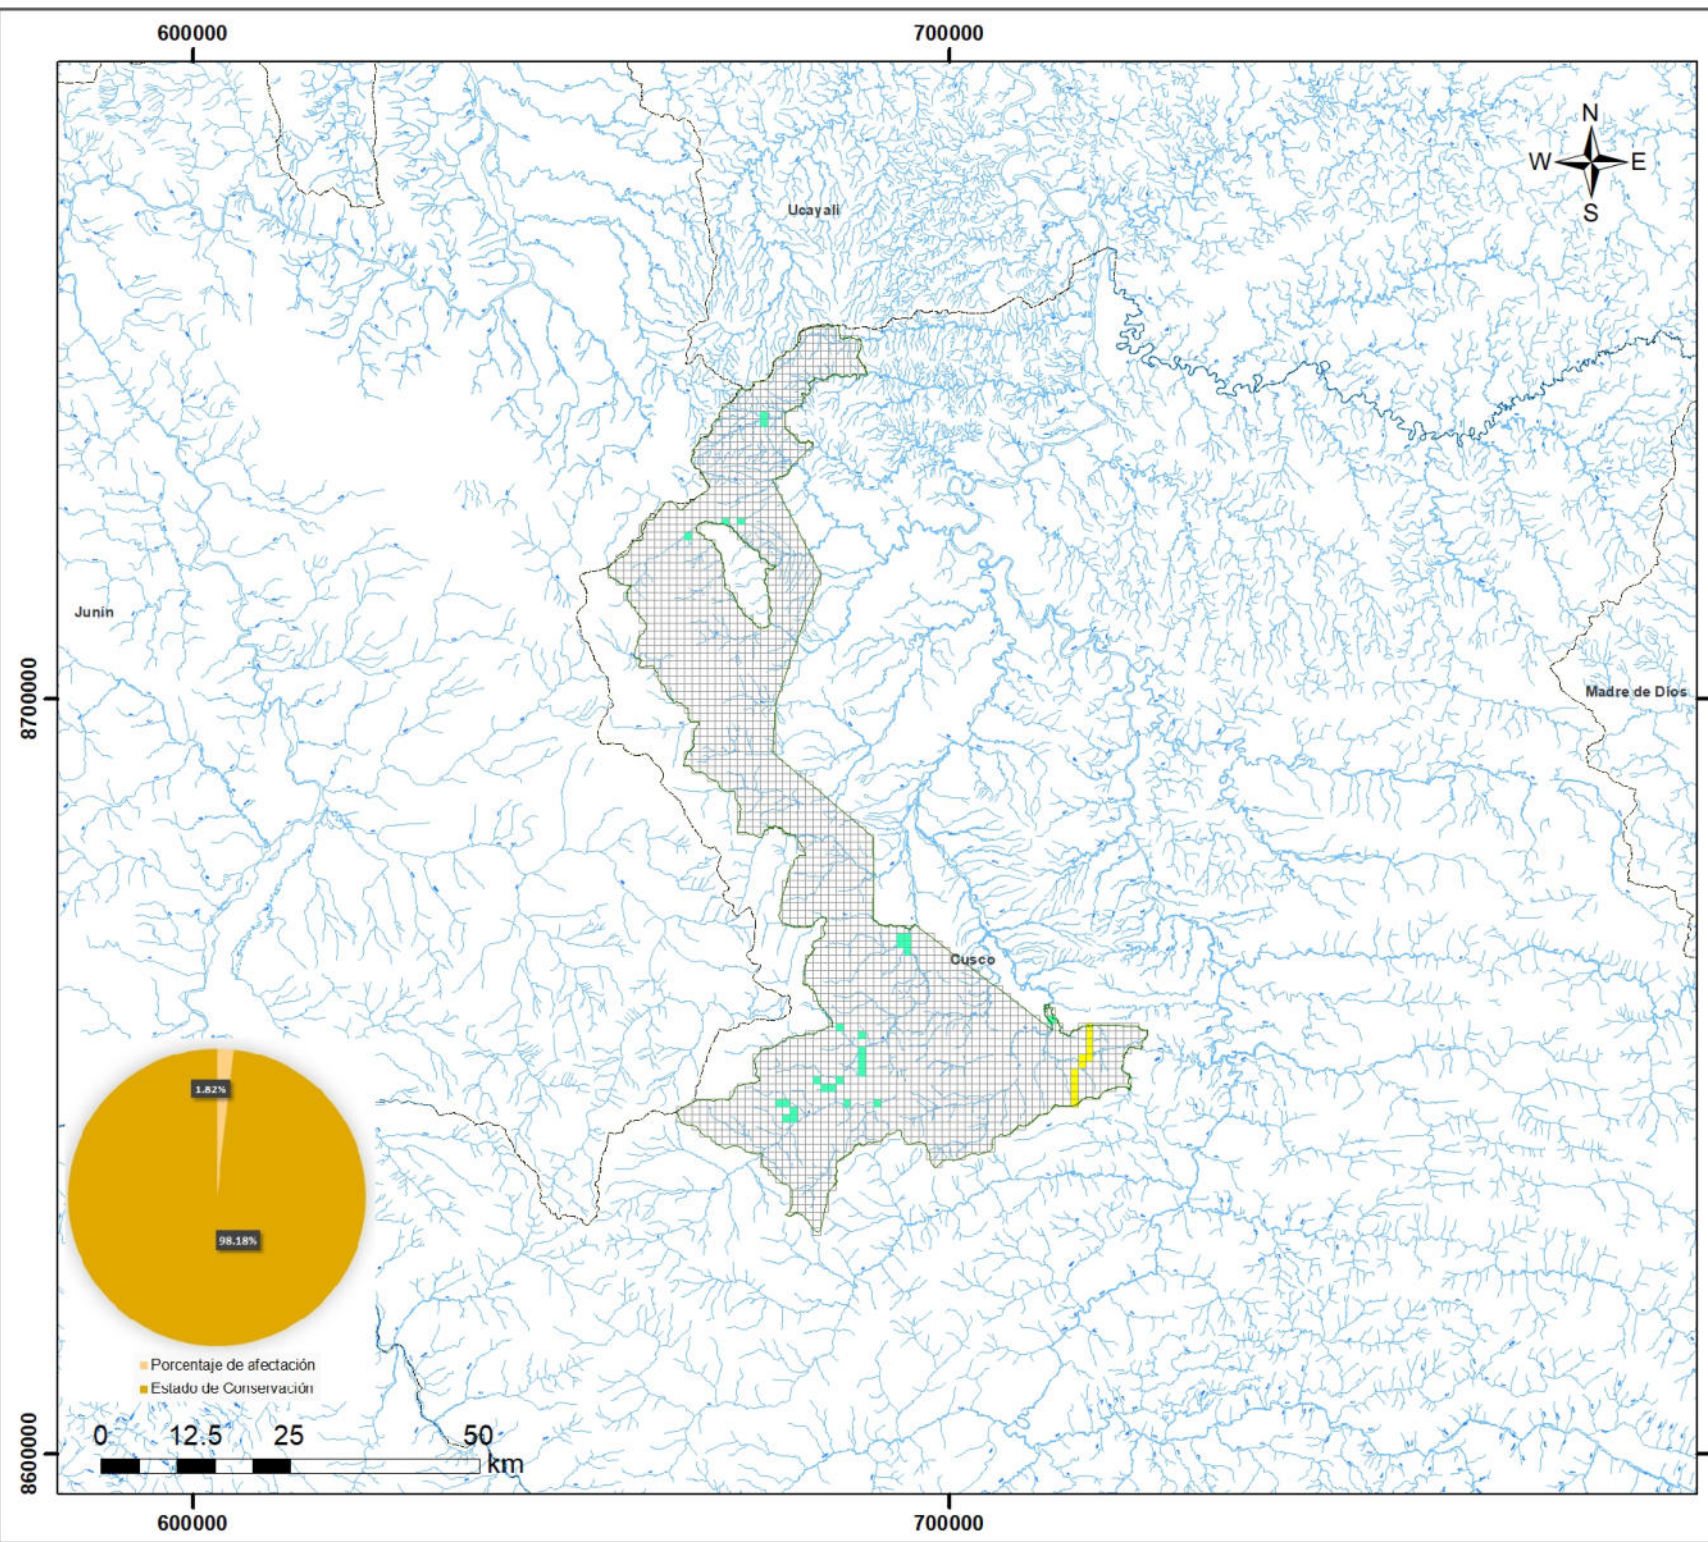 600000
700000
N
W
E
S
Ucayali
Junín
8700000
Madre de Dios
Cusco
1.82%
98.18%
Porcentaje de afectación
Estado de Conservación
0
12.5
25
50
km
8600000
600000
700000